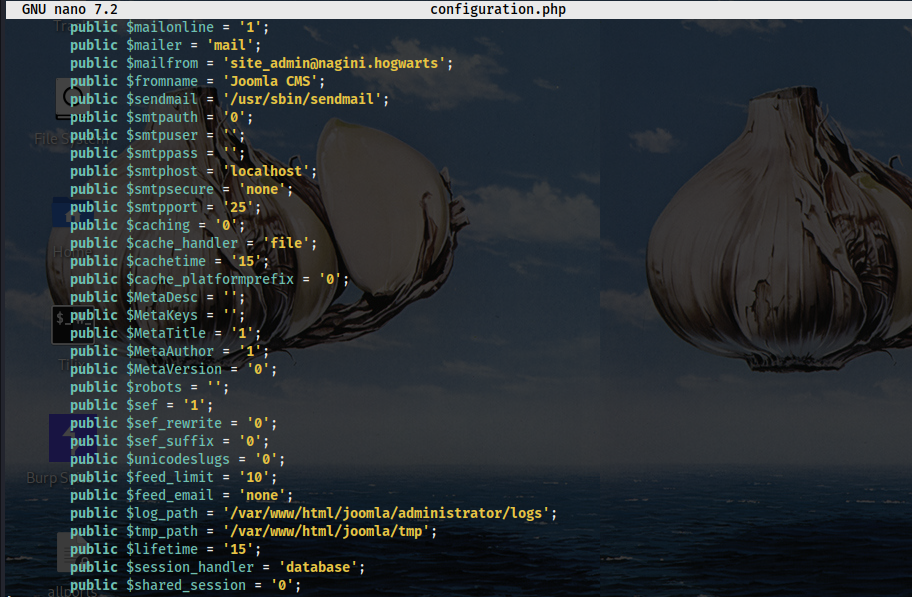 GNU nano 7.2 configuration.php
public $mailonline = '1';
public $mailer = 'mail';
public $mailfrom = 'site_admin@nagini.hogwarts';
public $fromname = 'Joomla CMS';
public $sendmail = '/usr/sbin/sendmail';
public $smtpauth = '0';
public $smtpuser = '';
public $smtppass = '';
public $smtphost = 'localhost';
public $smtpsecure = 'none';
public $smtpport = '25';
public $caching = '0';
public $cache_handler = 'file';
public $cachetime = '15';
public $cache_platformprefix = '0';
public $MetaDesc = '';
public $MetaKeys = '';
public $MetaTitle = '1';
public $MetaAuthor = '1';
public $MetaVersion = '0';
public $robots = '';
public $sef = '1';
public $sef_rewrite = '0';
public $sef_suffix = '0';
public $unicodeslugs = '0';
public $feed_limit = '10';
public $feed_email = 'none';
public $log_path = '/var/www/html/joomla/administrator/logs';
public $tmp_path = '/var/www/html/joomla/tmp';
public $lifetime = '15';
public $session_handler = 'database';
public $shared_session = '0';
File System
Burp
allports